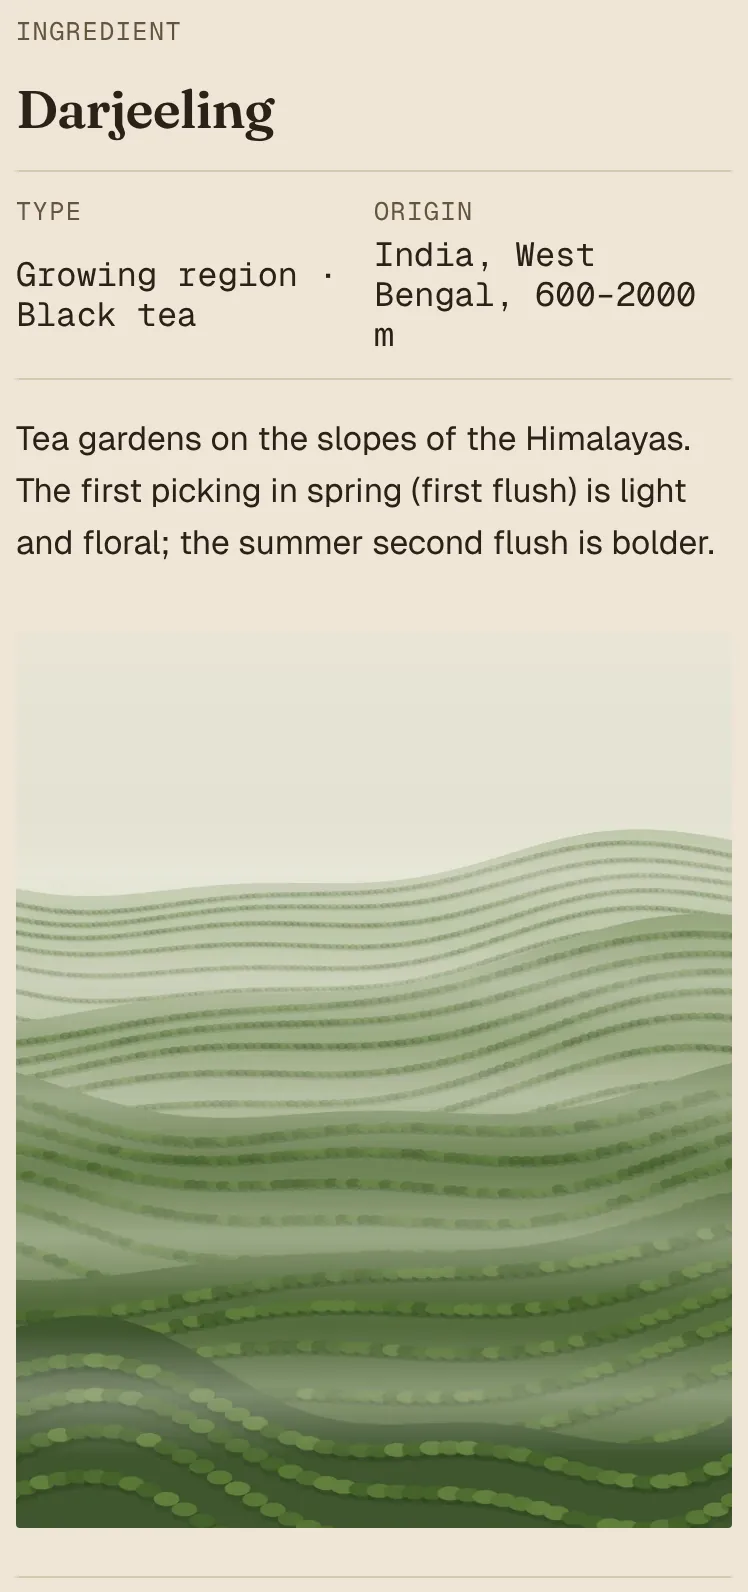 INGREDIENT
Darjeeling
TYPE
Growing region ·
Black tea
ORIGIN
India, West
Bengal, 600–2000
m
Tea gardens on the slopes of the Himalayas.
The first picking in spring (first flush) is light
and floral; the summer second flush is bolder.